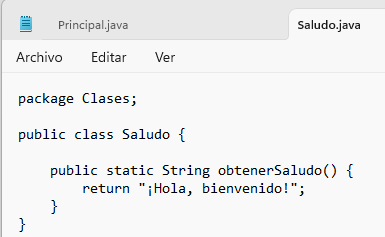 Principal.java
Saludo.java
Archivo Editar Ver
package Clases;
public class Saludo {
public static String obtenerSaludo() {
return "¡Hola, bienvenido!";
}
}